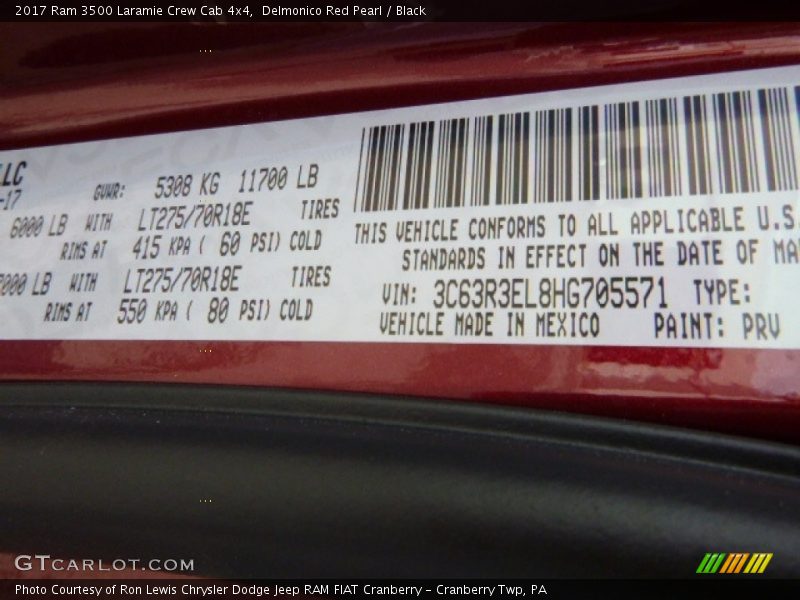 2017 Ram 3500 Laramie Crew Cab 4x4,  Delmonico Red Pearl / Black
LLC
-17
GVWR: 5308 KG 11700 LB
6000 LB WITH LT275/70R18E TIRES
RIMS AT 415 KPA ( 60 PSI) COLD
7000 LB WITH LT275/70R18E TIRES
RIMS AT 550 KPA ( 80 PSI) COLD
THIS VEHICLE CONFORMS TO ALL APPLICABLE U.S.
STANDARDS IN EFFECT ON THE DATE OF MA
VIN: 3C63R3EL8HG705571 TYPE:
VEHICLE MADE IN MEXICO PAINT: PRV
GTCARLOT.COM
Photo Courtesy of Ron Lewis Chrysler Dodge Jeep RAM FIAT Cranberry - Cranberry Twp, PA